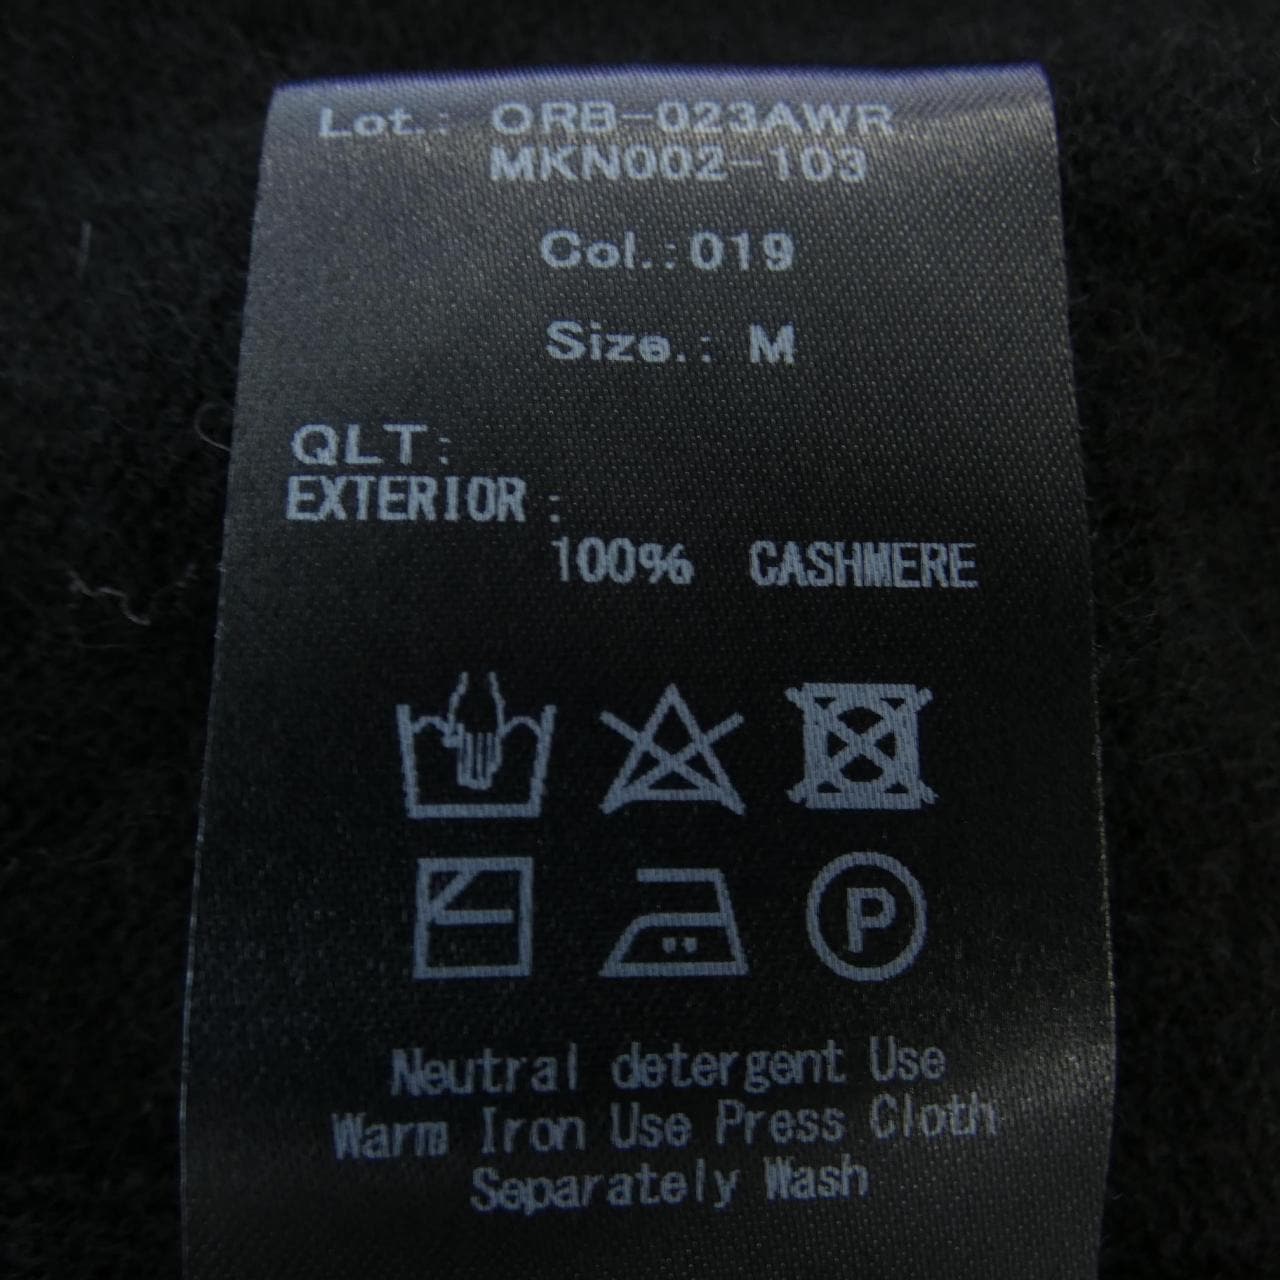 Lot.: ORB-023AWR
MKN002-103
Col.:019
Size.: M
QLT:
EXTERIOR:
100% CASHMERE
P
Neutral detergent Use
Warm Iron Use Press Cloth
Separately Wash